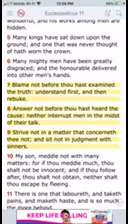 12:56 PM
Ecclesiasticus 11
wonderful, and his works among men are
hidden.
5 Many kings have sat down upon the
ground; and one that was never thought
of hath worn the crown.
6 Many mighty men have been greatly
disgraced; and the honourable delivered
into other men's hands.
7 Blame not before thou hast examined
the truth: understand first, and then
rebuke.
8 Answer not before thou hast heard the
cause: neither interrupt men in the midst
of their talk.
9 Strive not in a matter that concerneth
thee not; and sit not in judgment with
sinners.
10 My son, meddle not with many
matters: for if thou meddle much, thou
shalt not be innocent; and if thou follow
after, thou shalt not obtain, neither shalt
thou escape by fleeing.
11 There is one that laboureth, and taketh
pains, and maketh haste, and is so much
the more behind.
KEEP LIFE